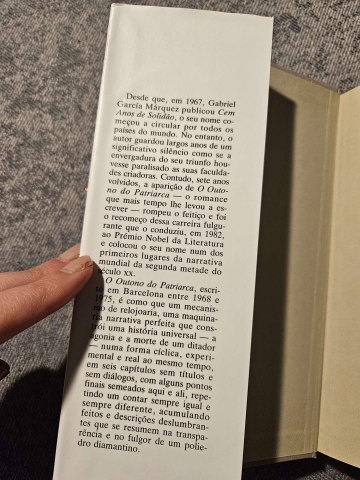 Desde que, em 1967, Gabriel
García Márquez publicou Cem
Anos de Solidão, o seu nome co-
meçou a circular por todos os
países do mundo. No entanto, o
autor guardou largos anos de um
significativo silêncio como se a
envergadura do seu triunfo hou-
vesse paralisado as suas faculda-
des criadoras. Contudo, sete anos
volvidos, a aparição de O Outo-
no do Patriarca — o romance
que mais tempo lhe levou a es-
crever — rompeu o feitiço e foi
o recomeço dessa carreira fulgu-
rante que o conduziu, em 1982,
ao Prémio Nobel da Literatura
e colocou o seu nome num dos
primeiros lugares da narrativa
mundial da segunda metade do
século XX.
O Outono do Patriarca, escri-
to em Barcelona entre 1968 e
1975, é como que um mecanis-
mo de relojoaria, uma maquina-
ria narrativa perfeita que cons-
trói uma história universal — a
agonia e a morte de um ditador
— numa forma cíclica, experi-
mental e real ao mesmo tempo,
em seis capítulos sem títulos e
sem diálogos, com alguns pontos
finais semeados aqui e ali, repe-
tindo um contar sempre igual e
sempre diferente, acumulando
feitos e descrições deslumbran-
tes que se resumem na transpa-
rência e no fulgor de um polie-
dro diamantino.